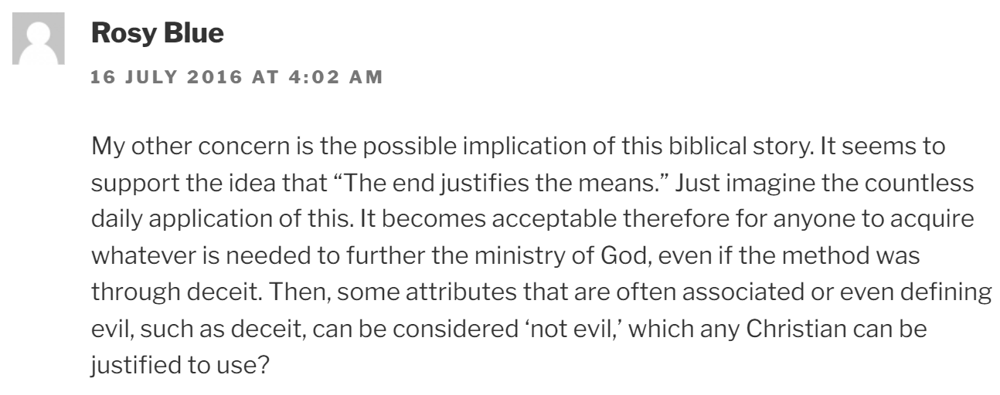 Rosy Blue
16 JULY 2016 AT 4:02 AM
My other concern is the possible implication of this biblical story. It seems to
support the idea that “The end justifies the means.” Just imagine the countless
daily application of this. It becomes acceptable therefore for anyone to acquire
whatever is needed to further the ministry of God, even if the method was
through deceit. Then, some attributes that are often associated or even defining
evil, such as deceit, can be considered ‘not evil,’ which any Christian can be
justified to use?